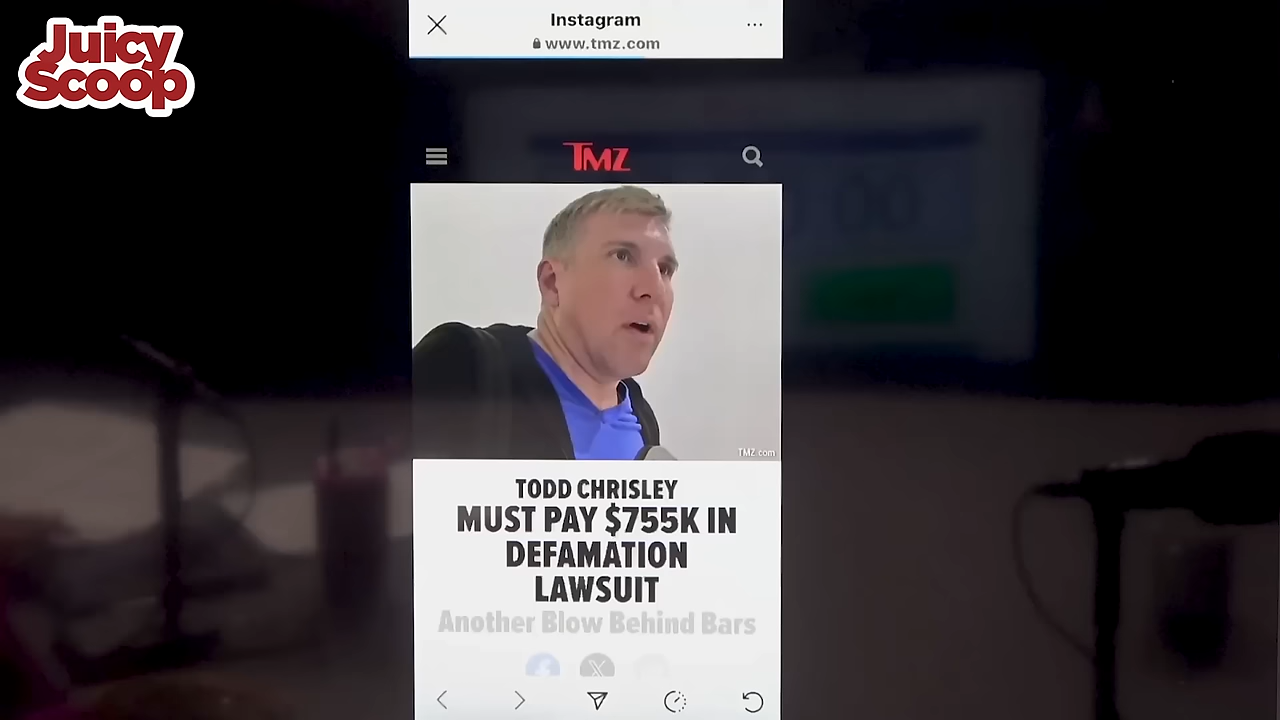 Juicy
Scoop
Instagram
www.tmz.com
TMZ
TMZ.com
TODD CHRISLEY
MUST PAY $755K IN
DEFAMATION
LAWSUIT
Another Blow Behind Bars